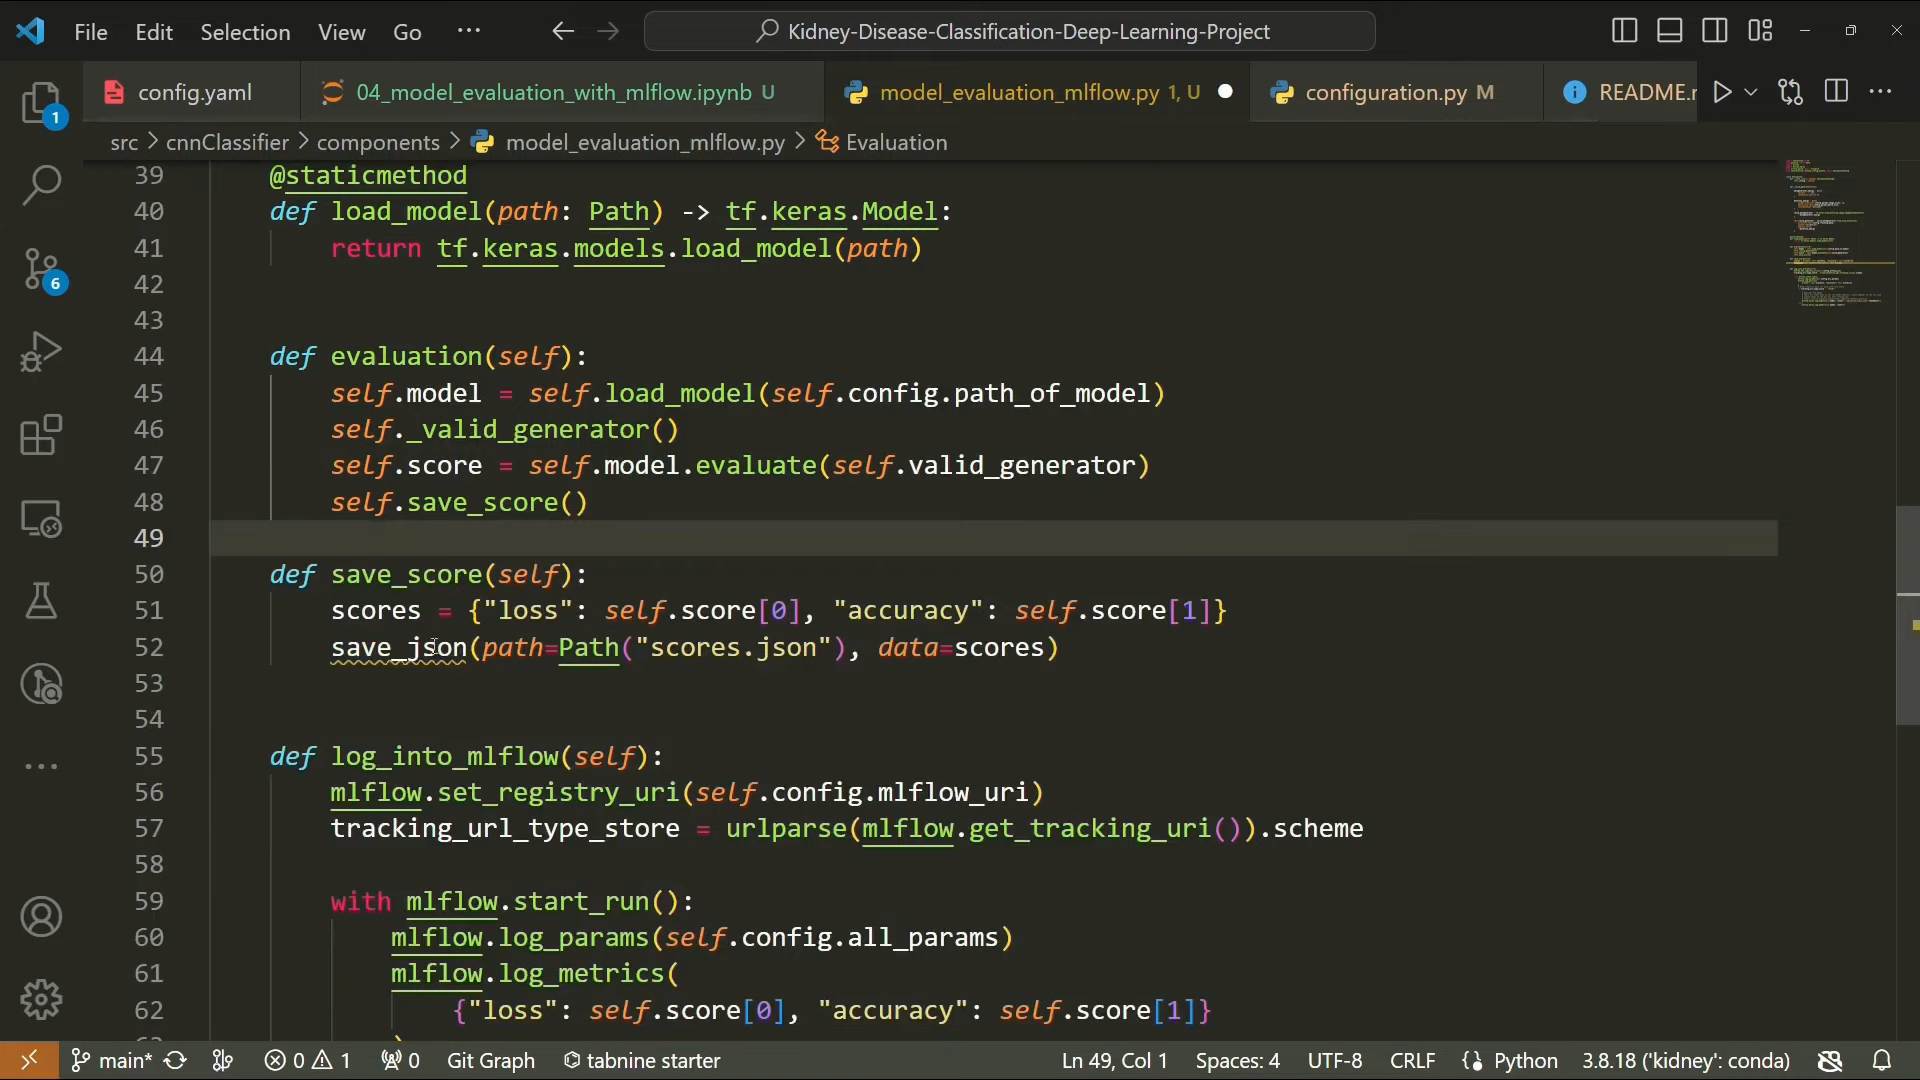 File Edit Selection View Go ··· Kidney-Disease-Classification-Deep-Learning-Project
config.yaml 04_model_evaluation_with_mlflow.ipynb U model_evaluation_mlflow.py 1, U configuration.py M README.
src > cnnClassifier > components > model_evaluation_mlflow.py > Evaluation
1
6
39 @staticmethod
40 def load_model(path: Path) -> tf.keras.Model:
41 return tf.keras.models.load_model(path)
42
43
44 def evaluation(self):
45 self.model = self.load_model(self.config.path_of_model)
46 self._valid_generator()
47 self.score = self.model.evaluate(self.valid_generator)
48 self.save_score()
49
50 def save_score(self):
51 scores = {"loss": self.score[0], "accuracy": self.score[1]}
52 save_json(path=Path("scores.json"), data=scores)
53
54
55 def log_into_mlflow(self):
56 mlflow.set_registry_uri(self.config.mlflow_uri)
57 tracking_url_type_store = urlparse(mlflow.get_tracking_uri()).scheme
58
59 with mlflow.start_run():
60 mlflow.log_params(self.config.all_params)
61 mlflow.log_metrics(
62 {"loss": self.score[0], "accuracy": self.score[1]}
main* 0 1 0 Git Graph tabnine starter Ln 49, Col 1 Spaces: 4 UTF-8 CRLF Python 3.8.18 ('kidney': conda)